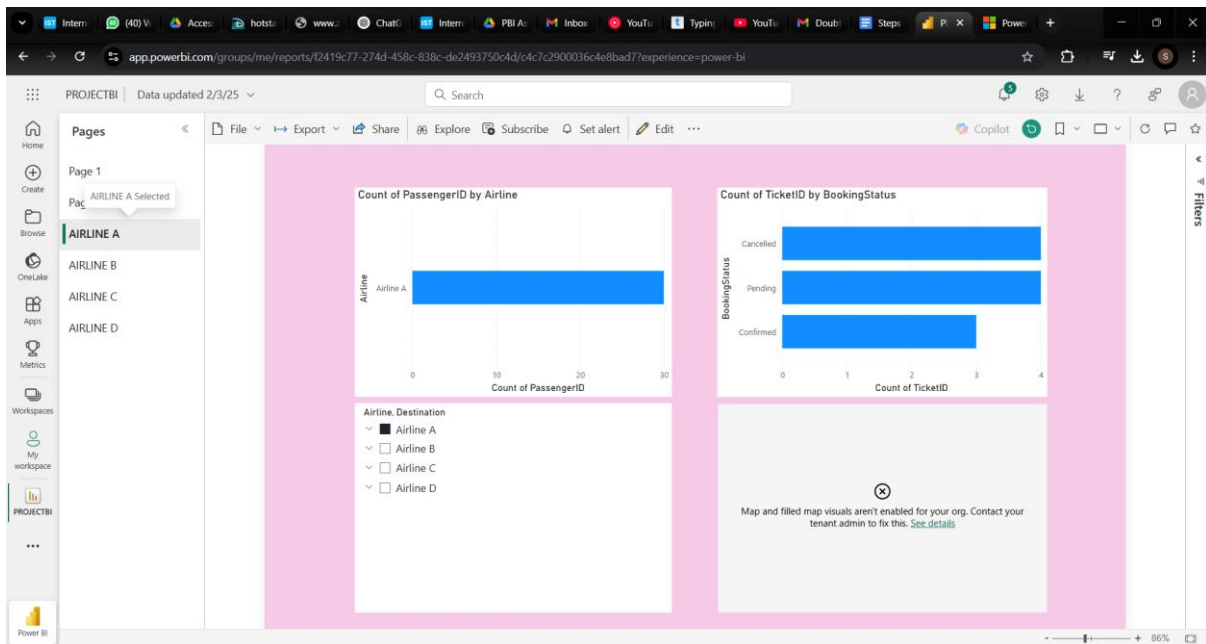 Intern
(40) W
Acces
hotsta
www.
ChatG
Intern
PBI As
Inbox
YouTu
Typing
YouTu
Doubt
Steps
PI
Power
app.powerbi.com/groups/me/reports/f2419c77-274d-458c-838c-de2493750c4d/c4c7c2900036c4e8bad7?experience=power-bi
S
PROJECTBI
Data updated 2/3/25
Search
5
Home
Create
Browse
OneLake
Apps
Metrics
Workspaces
My
workspace
PROJECTBI
Power BI
Pages
Page 1
Pag
AIRLINE A Selected
AIRLINE A
AIRLINE B
AIRLINE C
AIRLINE D
File
Export
Share
Explore
Subscribe
Set alert
Edit
Copilot
Filters
Count of PassengerID by Airline
Airline
Airline A
0 10 20 30
Count of PassengerID
Count of TicketID by BookingStatus
BookingStatus
Cancelled
Pending
Confirmed
0 1 2 3 4
Count of TicketID
Airline, Destination
Airline A
Airline B
Airline C
Airline D
Map and filled map visuals aren't enabled for your org. Contact your
tenant admin to fix this. See details
86%